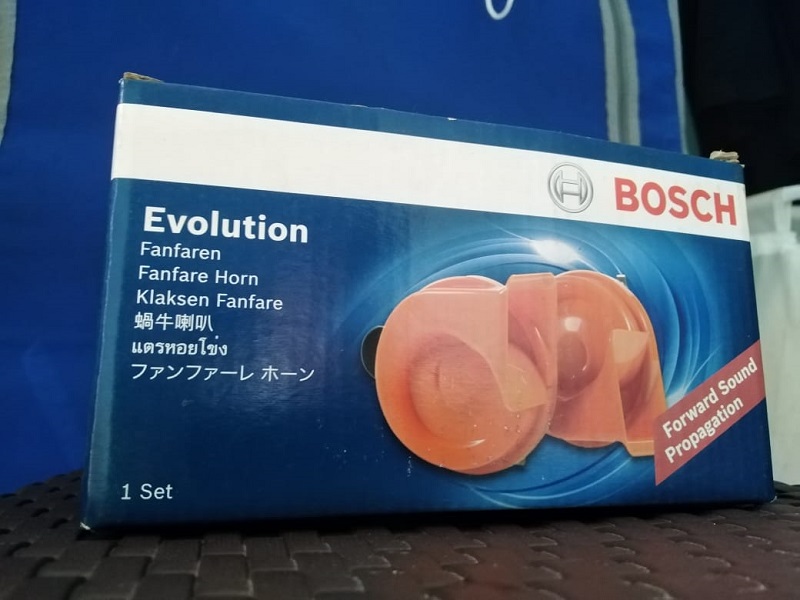 BOSCH
Evolution
Fanfaren
Fanfare Horn
Klaksen Fanfare
蝸牛喇叭
แตรหอยโข่ง
ファンファーレ ホーン
Forward Sound
Propagation
1 Set